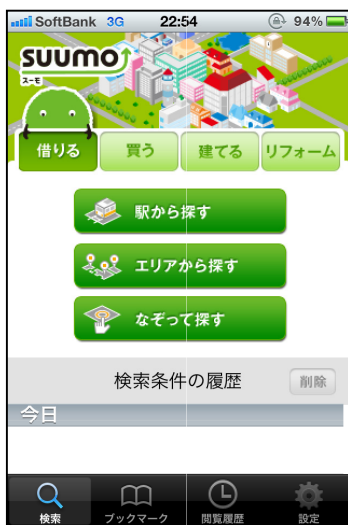 SoftBank 3G 22:54 94%
suumo
スーモ
借りる 買う 建てる リフォーム
駅から探す
エリアから探す
なぞって探す
検索条件の履歴 削除
今日
検索 ブックマーク 閲覧履歴 設定